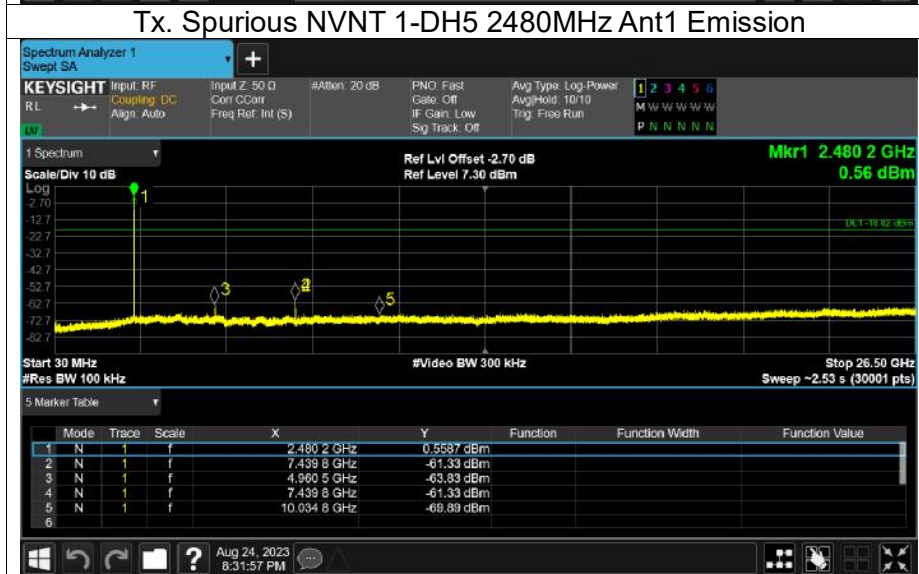 Tx. Spurious NVNT 1-DH5 2480MHz Ant1 Emission
Spectrum Analyzer 1
Swept SA
+
KEYSIGHT Input: RF Input Z: 50 Ω #Atten: 20 dB PNO: Fast Avg Type: Log-Power 1 2 3 4 5 6
RL Coupling: DC Corr CCorr Gate: Off Avg|Hold: 10/10 M W W W W W
Align: Auto Freq Ref: Int (S) IF Gain: Low Trig: Free Run
Sig Track: Off P N N N N N
1 Spectrum Ref Lvl Offset -2.70 dB Mkr1 2.480 2 GHz
Scale/Div 10 dB Ref Level 7.30 dBm 0.56 dBm
Log
1
-2.70
-12.7
DL1 -18.82 dBm
-22.7
-32.7
-42.7
-52.7
3
5
-62.7
-72.7
-82.7
Start 30 MHz #Video BW 300 kHz Stop 26.50 GHz
#Res BW 100 kHz Sweep ~2.53 s (30001 pts)
5 Marker Table
Mode Trace Scale X Y Function Function Width Function Value
1 N 1 f 2.480 2 GHz 0.5587 dBm
2 N 1 f 7.439 8 GHz -61.33 dBm
3 N 1 f 4.960 5 GHz -63.83 dBm
4 N 1 f 7.439 8 GHz -61.33 dBm
5 N 1 f 10.034 8 GHz -69.89 dBm
6
? Aug 24, 2023
8:31:57 PM